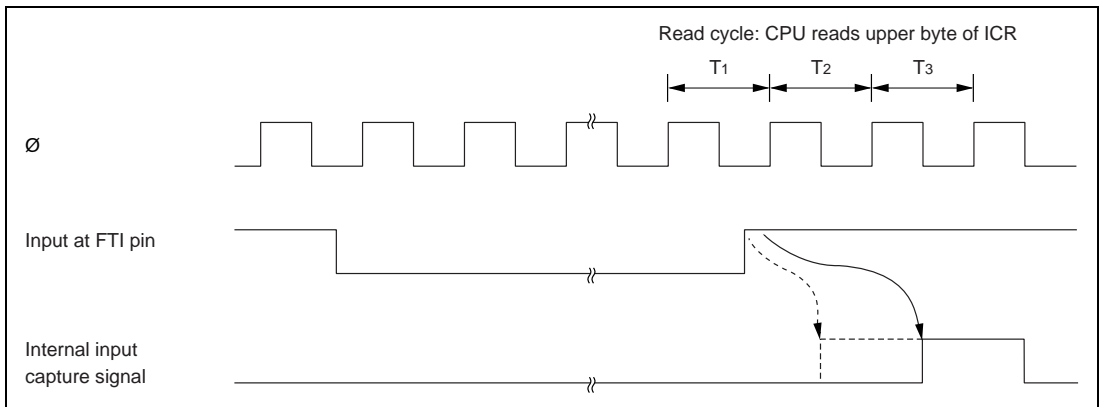 Read cycle: CPU reads upper byte of ICR
T1 T2 T3
Ø
Input at FTI pin
Internal input
capture signal